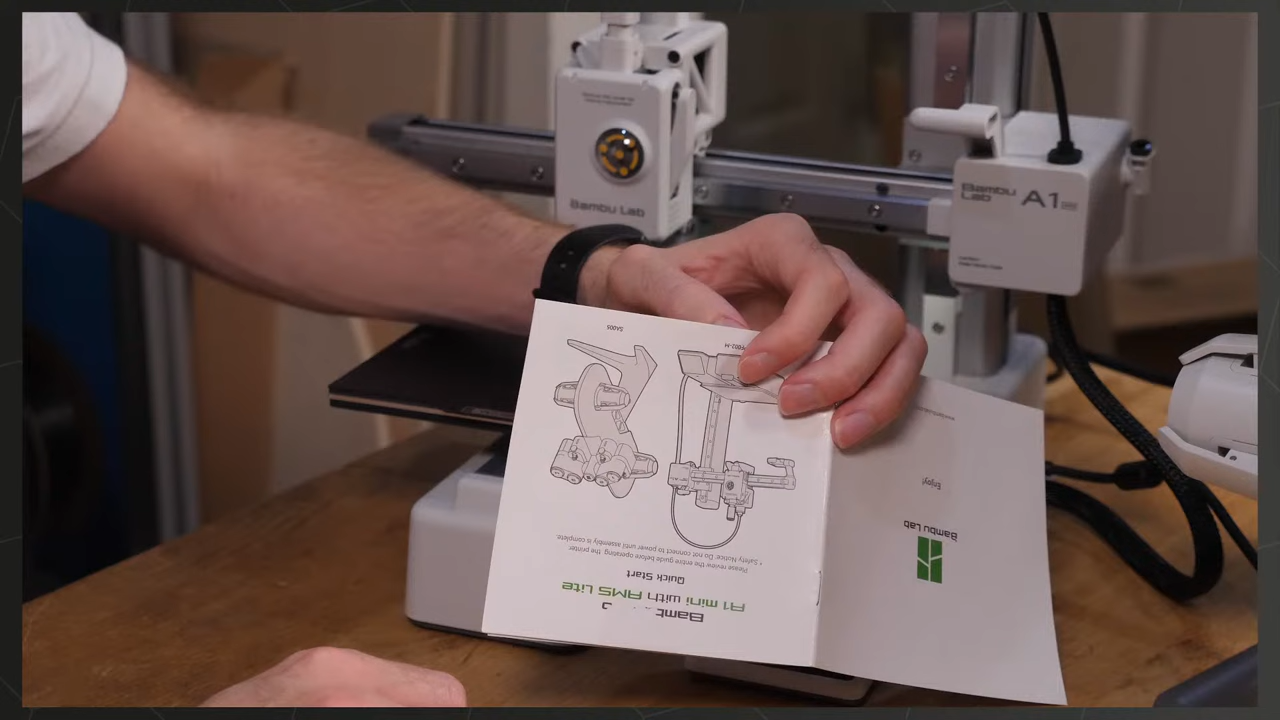 Bambu Lab
Bambu
Lab
A1
SA005
Bambu
A1 mini with AMS Lite
Quick Start
Please review the entire guide before operating the printer.
* Safety Notice: Do not connect to power until assembly is complete.
Bambu Lab
Enjoy!